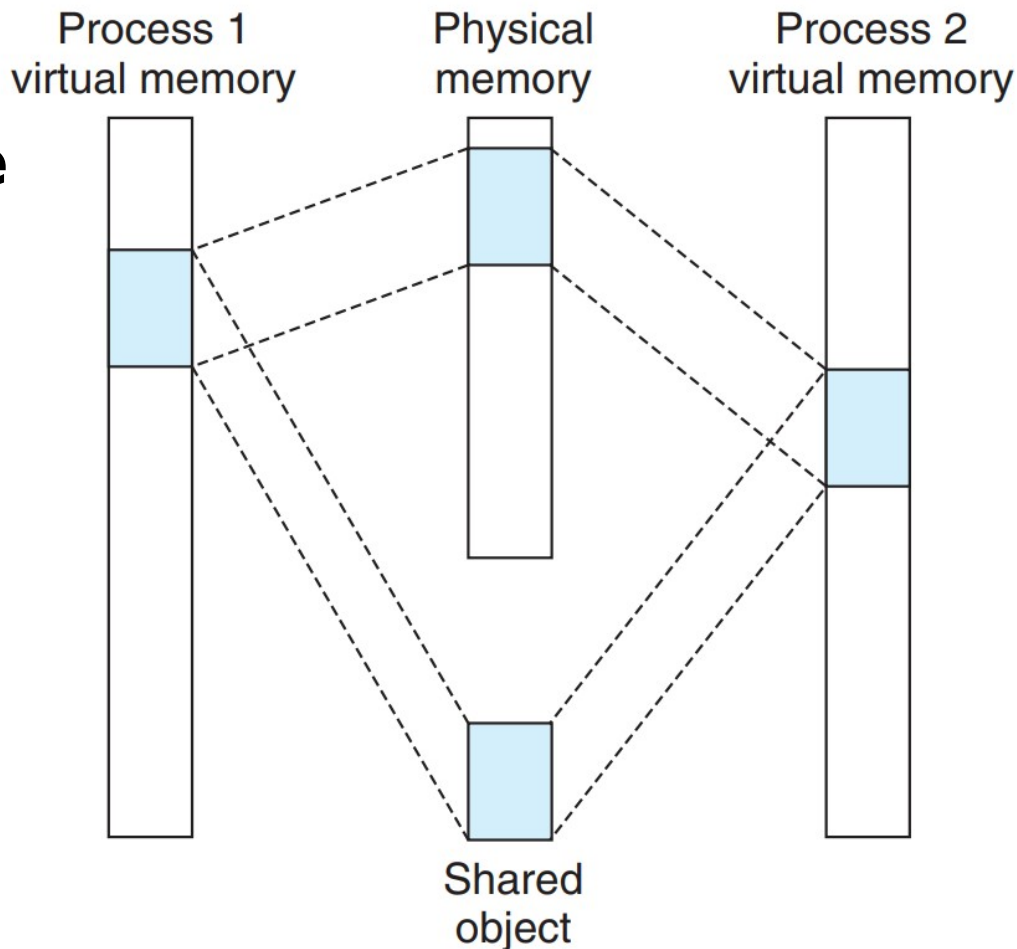 Process 1
virtual memory
Physical
memory
Process 2
virtual memory
e
Shared
object